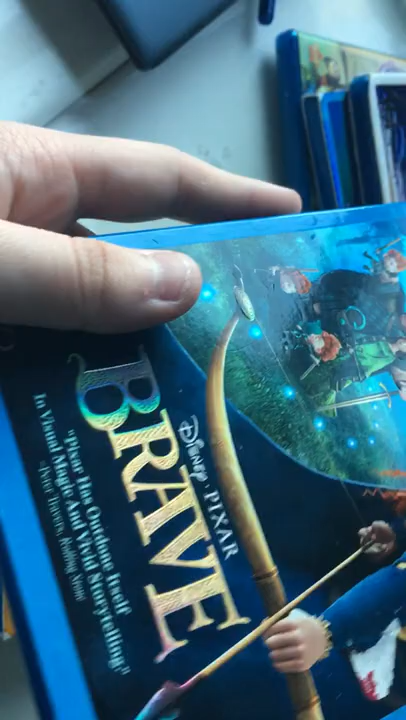 Disney · PIXAR
BRAVE
"Pixar Has Outdone Itself
In Visual Magic And Vivid Storytelling"
-Peter Travers, Rolling Stone